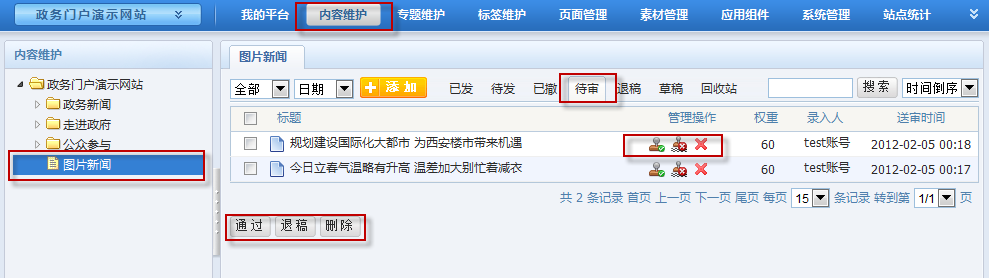 政务门户演示网站 我的平台 内容维护 专题维护 标签维护 页面管理 素材管理 应用组件 系统管理 站点统计
内容维护 图片新闻
政务门户演示网站
政务新闻
走进政府
公众参与
图片新闻
全部 日期 添加 已发 待发 已撤 待审 退稿 草稿 回收站 搜索 时间倒序
标题 管理操作 权重 录入人 送审时间
规划建设国际化大都市 为西安楼市带来机遇 60 test账号 2012-02-05 00:18
今日立春气温略有升高 温差加大别忙着减衣 60 test账号 2012-02-05 00:17
共 2 条记录 首页 上一页 下一页 尾页 每页 15 条记录 转到第 1/1 页
通过 退稿 删除